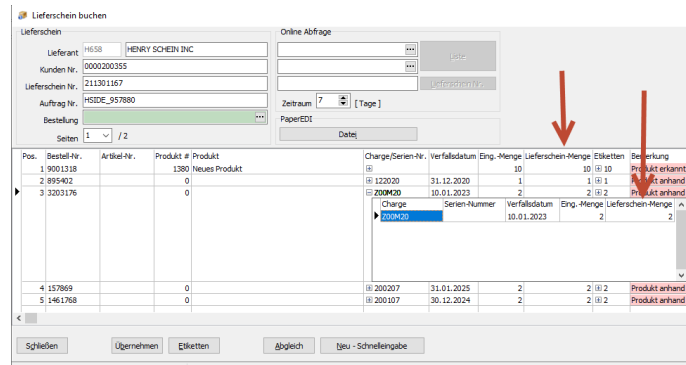 Lieferschein buchen
Lieferschein
Lieferant H658 HENRY SCHEIN INC
Kunden Nr. 0000200355
Lieferschein Nr. 211301167
Auftrag Nr. HSIDE_957880
Bestellung ...
Seiten 1 / 2
Online Abfrage
...
Liste
...
Lieferschein Nr.
Zeitraum 7 [ Tage ]
PaperEDI
Datei
Pos. Bestell-Nr. Artikel-Nr. Produkt # Produkt Charge/Serien-Nr. Verfallsdatum Eing.-Menge Lieferschein-Menge Etiketten Bemerkung
1 9001318 1380 Neues Produkt 10 10 10 Produkt erkannt
2 895402 0 122020 31.12.2020 1 1 1 Produkt anhand
3 3203176 0 Z00M20 10.01.2023 2 2 2 Produkt anhand
Charge Serien-Nummer Verfallsdatum Eing.-Menge Lieferschein-Menge
Z00M20 10.01.2023 2 2
4 157869 0 200207 31.01.2025 2 2 2 Produkt anhand
5 1461768 0 200107 30.12.2024 2 2 2 Produkt anhand
Schließen Übernehmen Etiketten Abgleich Neu - Schnelleingabe